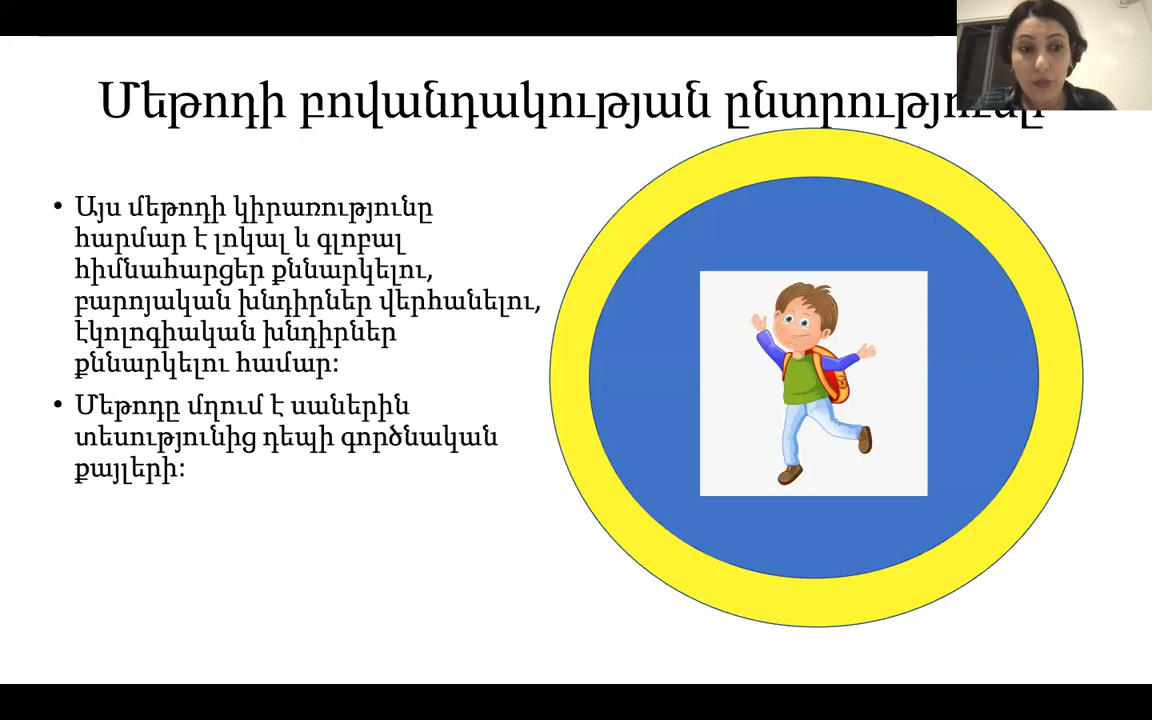 Մեթոդի բովանդակության ընտրությունը
Այս մեթոդի կիրառությունը
հարմար է լոկալ և գլոբալ
հիմնահարցեր քննարկելու,
բարոյական խնդիրներ վերհանելու,
էկոլոգիական խնդիրներ
քննարկելու համար։
Մեթոդը մղում է սաներին
տեսությունից դեպի գործնական
քայլերի։